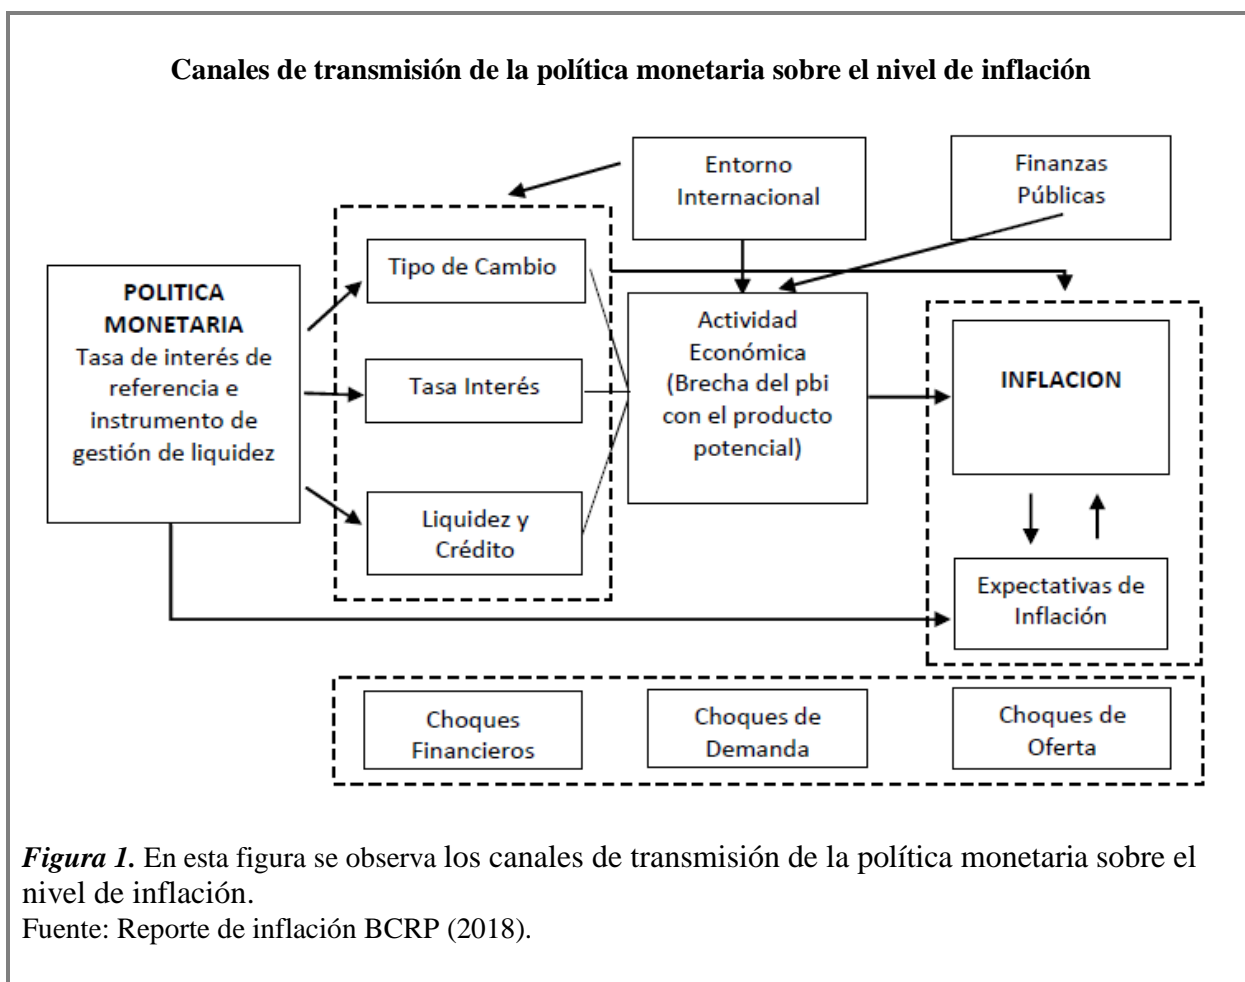 Canales de transmisión de la política monetaria sobre el nivel de inflación
Entorno
Internacional
Finanzas
Públicas
POLITICA
MONETARIA
Tasa de interés de
referencia e
instrumento de
gestión de liquidez
Tipo de Cambio
Tasa Interés
Liquidez y
Crédito
Actividad
Económica
(Brecha del pbi
con el producto
potencial)
INFLACION
Expectativas de
Inflación
Choques
Financieros
Choques de
Demanda
Choques de
Oferta
Figura 1. En esta figura se observa los canales de transmisión de la política monetaria sobre el
nivel de inflación.
Fuente: Reporte de inflación BCRP (2018).